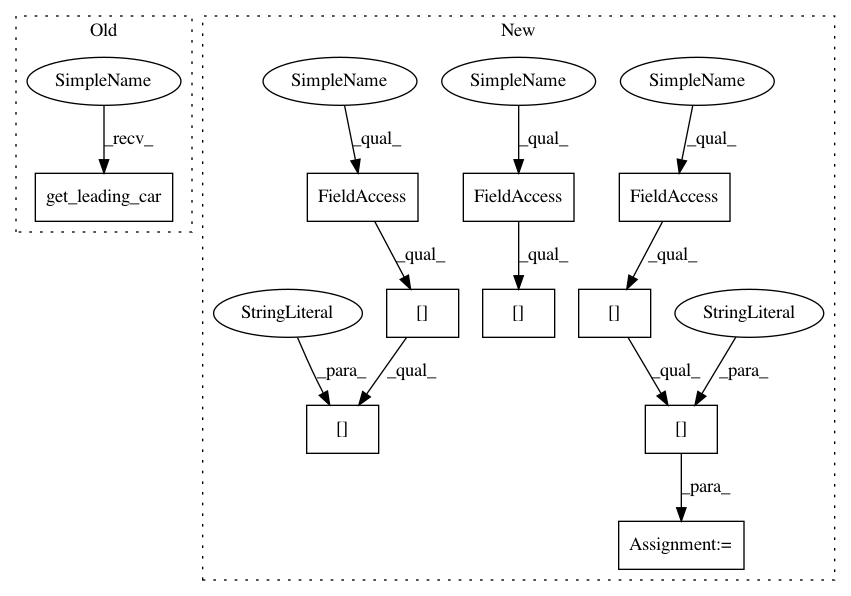 Old
New
SimpleName
SimpleName
SimpleName
SimpleName
_recv_
_qual_
_qual_
_qual_
get_leading_car
FieldAccess
FieldAccess
FieldAccess
_qual_
_qual_
_qual_
StringLiteral
[]
[]
[]
StringLiteral
_para_
_qual_
_qual_
_para_
[]
[]
_para_
Assignment:=